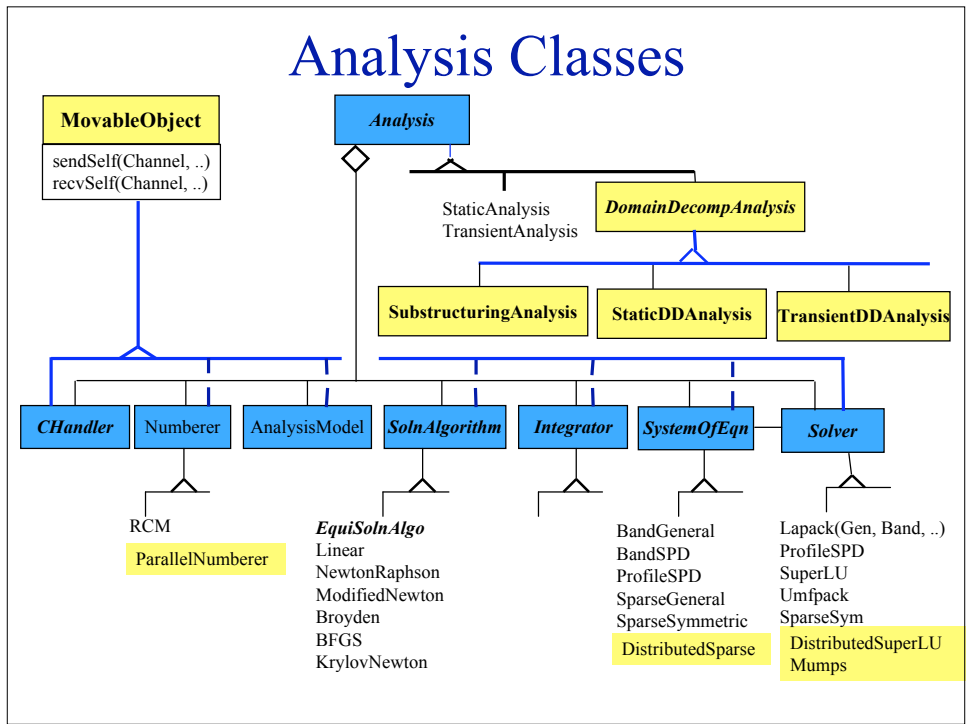 Analysis Classes
MovableObject
sendSelf(Channel, ..)
recvSelf(Channel, ..)
Analysis
StaticAnalysis
TransientAnalysis
DomainDecompAnalysis
SubstructuringAnalysis
StaticDDAnalysis
TransientDDAnalysis
CHandler
Numberer
AnalysisModel
SolnAlgorithm
Integrator
SystemOfEqn
Solver
RCM
ParallelNumberer
EquiSolnAlgo
Linear
NewtonRaphson
ModifiedNewton
Broyden
BFGS
KrylovNewton
BandGeneral
BandSPD
ProfileSPD
SparseGeneral
SparseSymmetric
DistributedSparse
Lapack(Gen, Band, ..)
ProfileSPD
SuperLU
Umfpack
SparseSym
DistributedSuperLU
Mumps